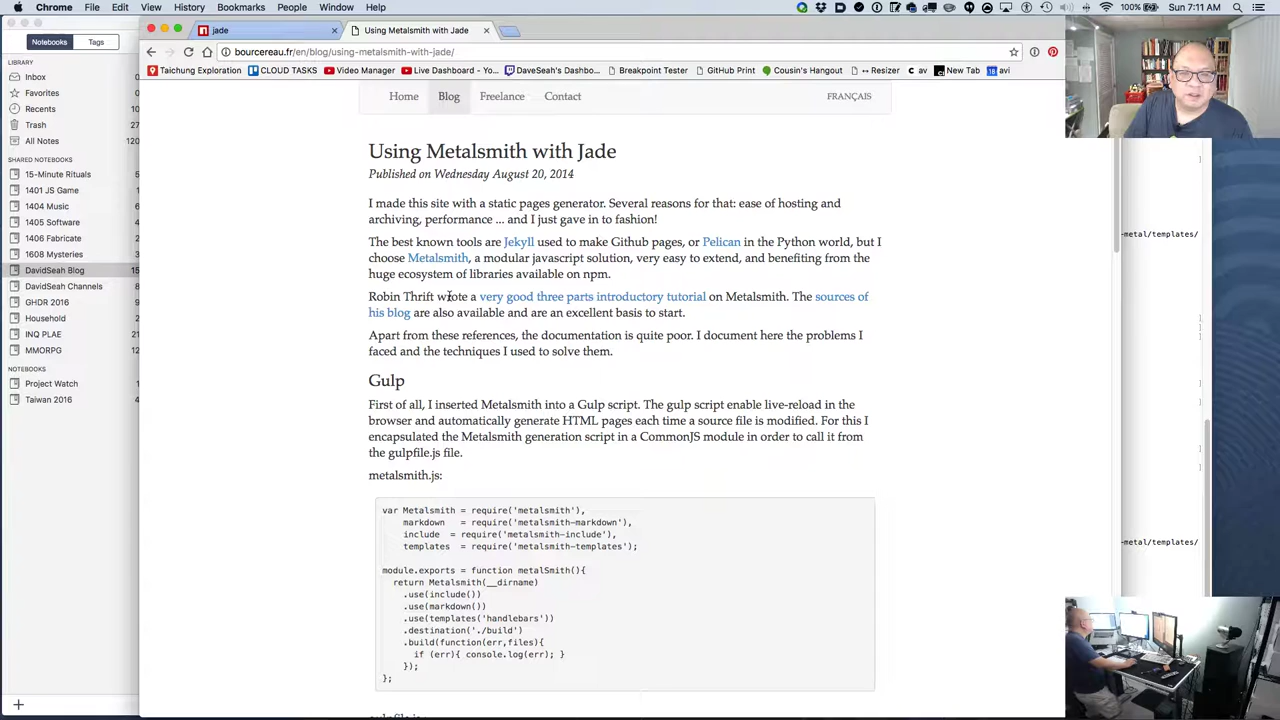 Chrome File Edit View History Bookmarks People Window Help
100% Sun 7:11 AM
Notebooks Tags
LIBRARY
Inbox 0
Favorites 0
Recents
Trash 27
All Notes 120
SHARED NOTEBOOKS
15-Minute Rituals
1401 JS Game
1404 Music
1405 Software
1406 Fabricate
1608 Mysteries
DavidSeah Blog 15
DavidSeah Channels
GHDR 2016
Household
INQ PLAE
MMORPG
NOTEBOOKS
Project Watch
Taiwan 2016
jade
Using Metalsmith with Jade
bourcereau.fr/en/blog/using-metalsmith-with-jade/
Taichung Exploration CLOUD TASKS Video Manager Live Dashboard - Yo... DaveSeah's Dashbo... Breakpoint Tester GitHub Print Cousin's Hangout ↔ Resizer av New Tab avi
Home Blog Freelance Contact FRANÇAIS
Using Metalsmith with Jade
Published on Wednesday August 20, 2014
I made this site with a static pages generator. Several reasons for that: ease of hosting and
archiving, performance ... and I just gave in to fashion!
The best known tools are Jekyll used to make Github pages, or Pelican in the Python world, but I
choose Metalsmith, a modular javascript solution, very easy to extend, and benefiting from the
huge ecosystem of libraries available on npm.
Robin Thrift wrote a very good three parts introductory tutorial on Metalsmith. The sources of
his blog are also available and are an excellent basis to start.
Apart from these references, the documentation is quite poor. I document here the problems I
faced and the techniques I used to solve them.
Gulp
First of all, I inserted Metalsmith into a Gulp script. The gulp script enable live-reload in the
browser and automatically generate HTML pages each time a source file is modified. For this I
encapsulated the Metalsmith generation script in a CommonJS module in order to call it from
the gulpfile.js file.
metalsmith.js:
var Metalsmith = require('metalsmith'),
markdown = require('metalsmith-markdown'),
include = require('metalsmith-include'),
templates = require('metalsmith-templates');
module.exports = function metalSmith(){
return Metalsmith(__dirname)
.use(include())
.use(markdown())
.use(templates('handlebars'))
.destination('./build')
.build(function(err,files){
if (err){ console.log(err); }
});
};
-metal/templates/
-metal/templates/